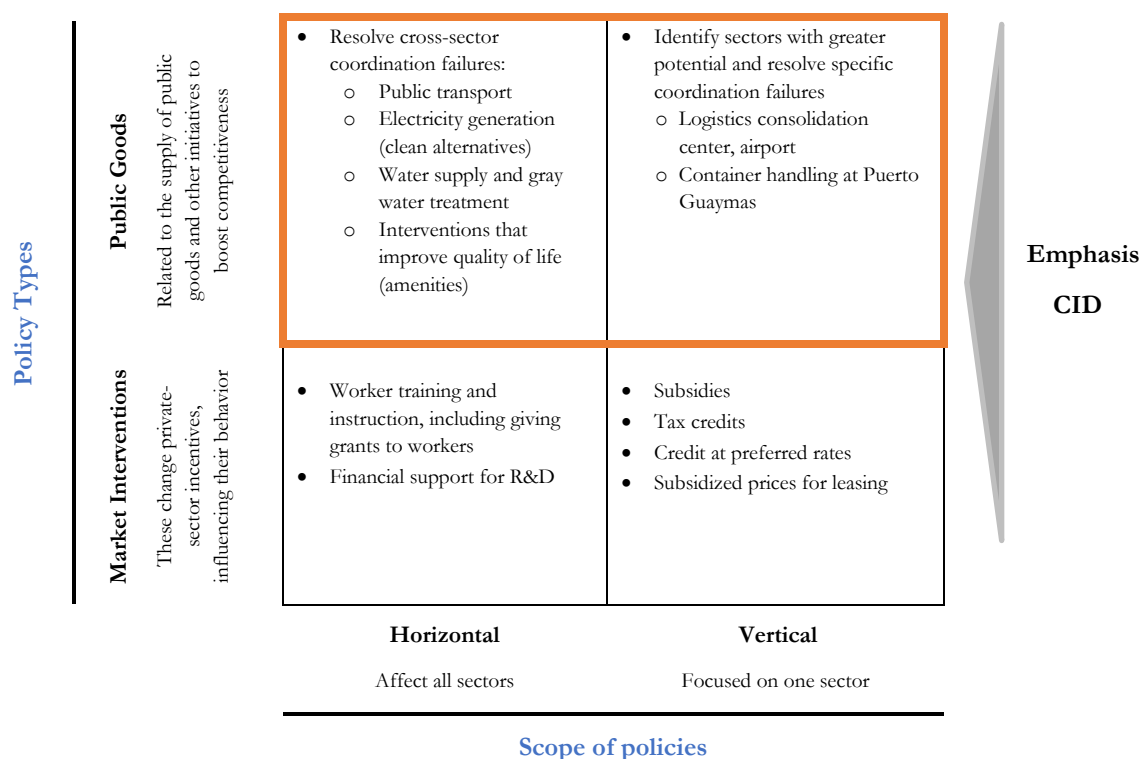 Policy Types
Public Goods
Related to the supply of public
goods and other initiatives to
boost competitiveness
• Resolve cross-sector
coordination failures:
o Public transport
o Electricity generation
(clean alternatives)
o Water supply and gray
water treatment
o Interventions that
improve quality of life
(amenities)
• Identify sectors with greater
potential and resolve specific
coordination failures
o Logistics consolidation
center, airport
o Container handling at Puerto
Guaymas
Emphasis
CID
Market Interventions
These change private-
sector incentives,
influencing their behavior
• Worker training and
instruction, including giving
grants to workers
• Financial support for R&D
• Subsidies
• Tax credits
• Credit at preferred rates
• Subsidized prices for leasing
Horizontal
Affect all sectors
Vertical
Focused on one sector
Scope of policies